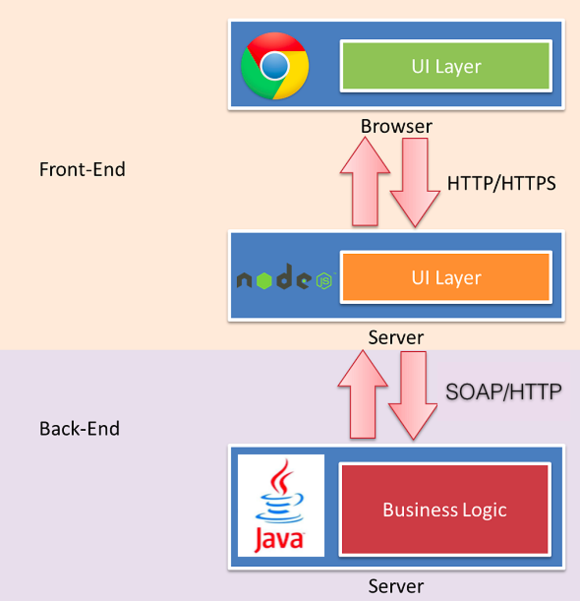 UI Layer
Browser
Front-End
HTTP/HTTPS
node JS
UI Layer
Server
SOAP/HTTP
Back-End
Java
Business Logic
Server